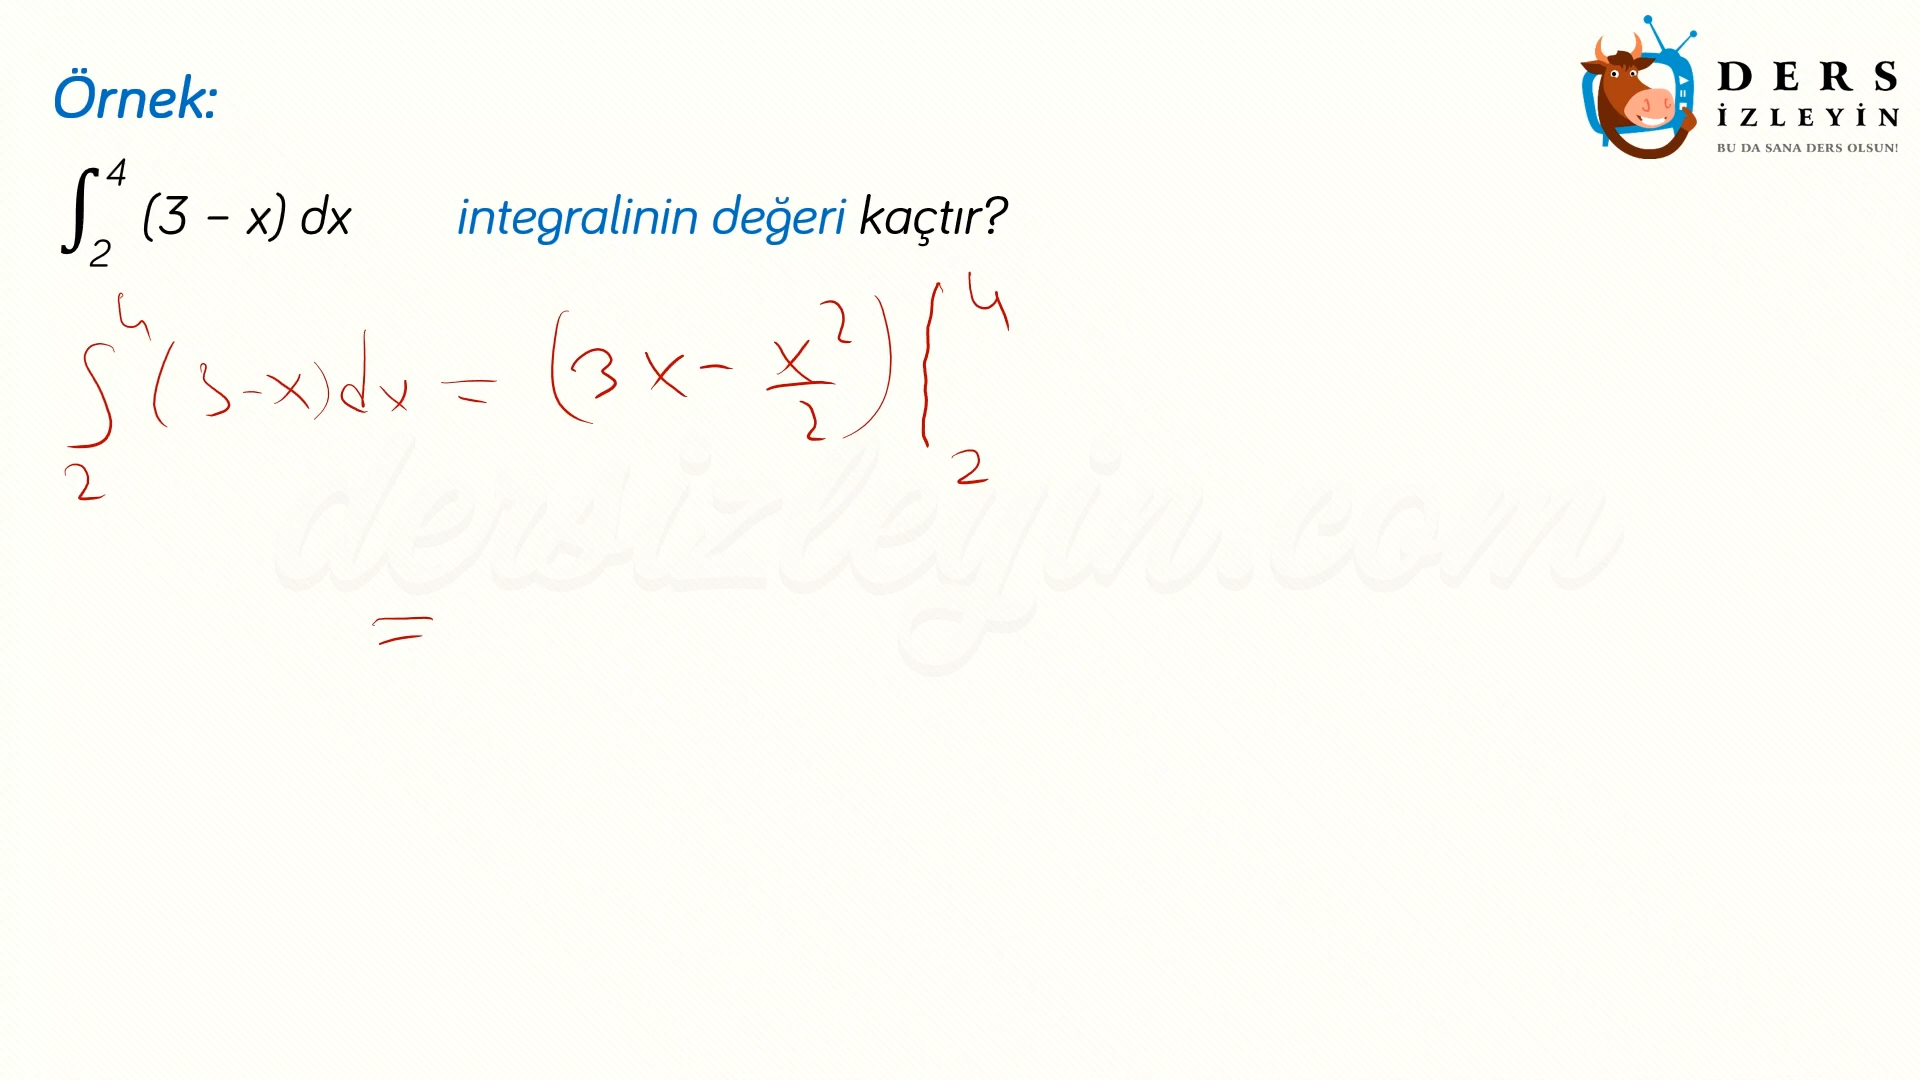 Örnek:
DERS
İZLEYİN
BU DA SANA DERS OLSUN!
∫₂⁴ (3 – x) dx integralinin değeri kaçtır?
∫₂⁴ (3-x)dx = (3x - x²/2) |₂⁴
=
dersizleyin.com